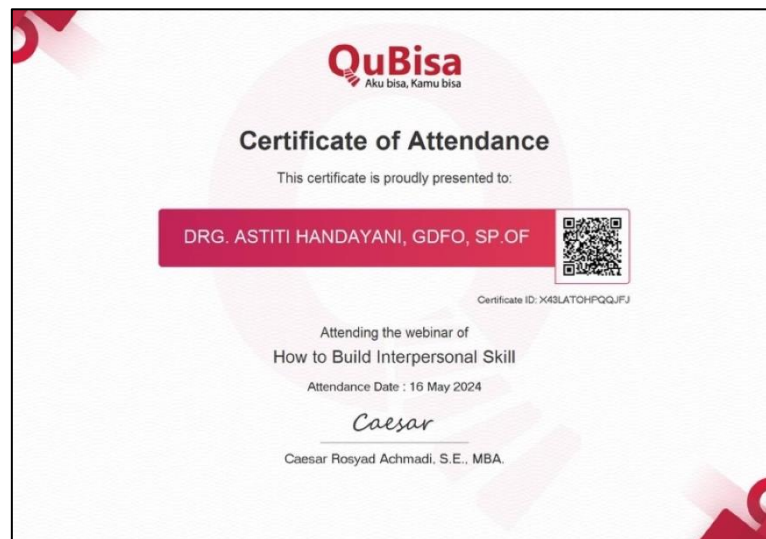 QuBisa
Aku bisa, Kamu bisa
Certificate of Attendance
This certificate is proudly presented to:
DRG. ASTITI HANDAYANI, GDFO, SP.OF
Certificate ID: X43LATOHPQQJFJ
Attending the webinar of
How to Build Interpersonal Skill
Attendance Date : 16 May 2024
Caesar
Caesar Rosyad Achmadi, S.E., MBA.